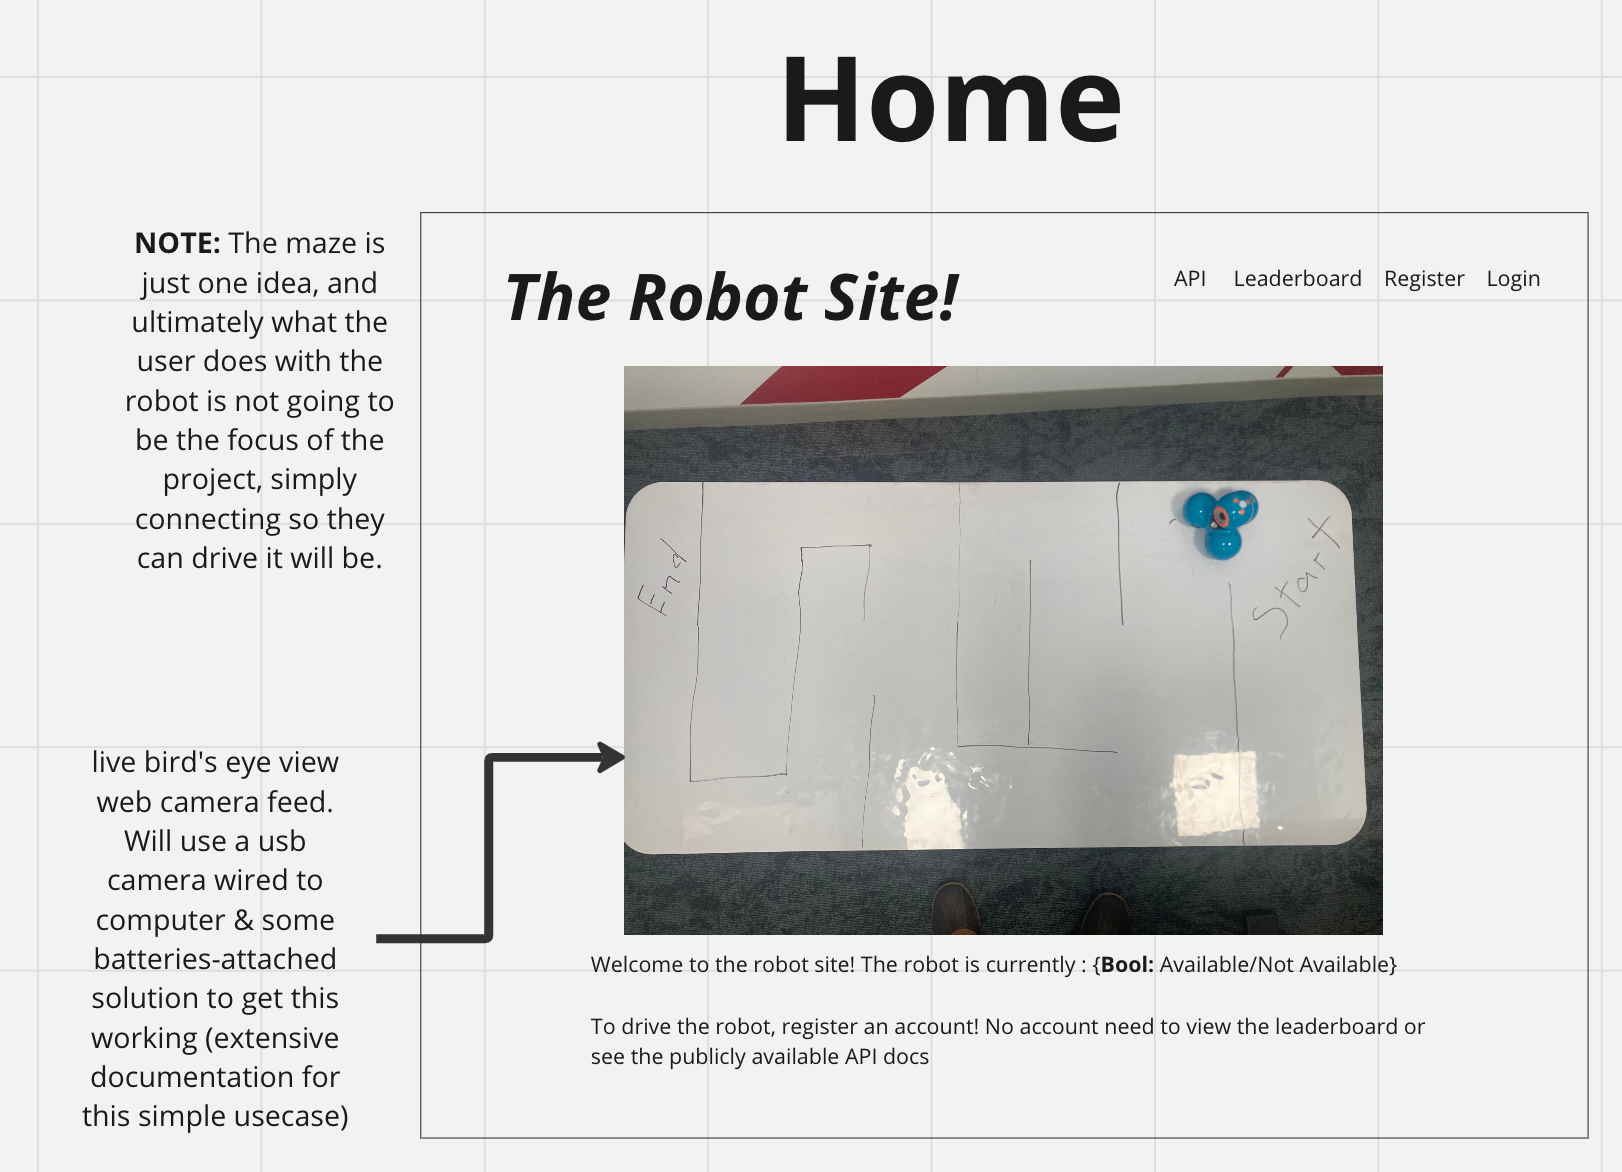 Home
NOTE: The maze is
just one idea, and
ultimately what the
user does with the
robot is not going to
be the focus of the
project, simply
connecting so they
can drive it will be.
The Robot Site!
API Leaderboard Register Login
End
Start
live bird's eye view
web camera feed.
Will use a usb
camera wired to
computer & some
batteries-attached
solution to get this
working (extensive
documentation for
this simple usecase)
Welcome to the robot site! The robot is currently : {Bool: Available/Not Available}
To drive the robot, register an account! No account need to view the leaderboard or
see the publicly available API docs